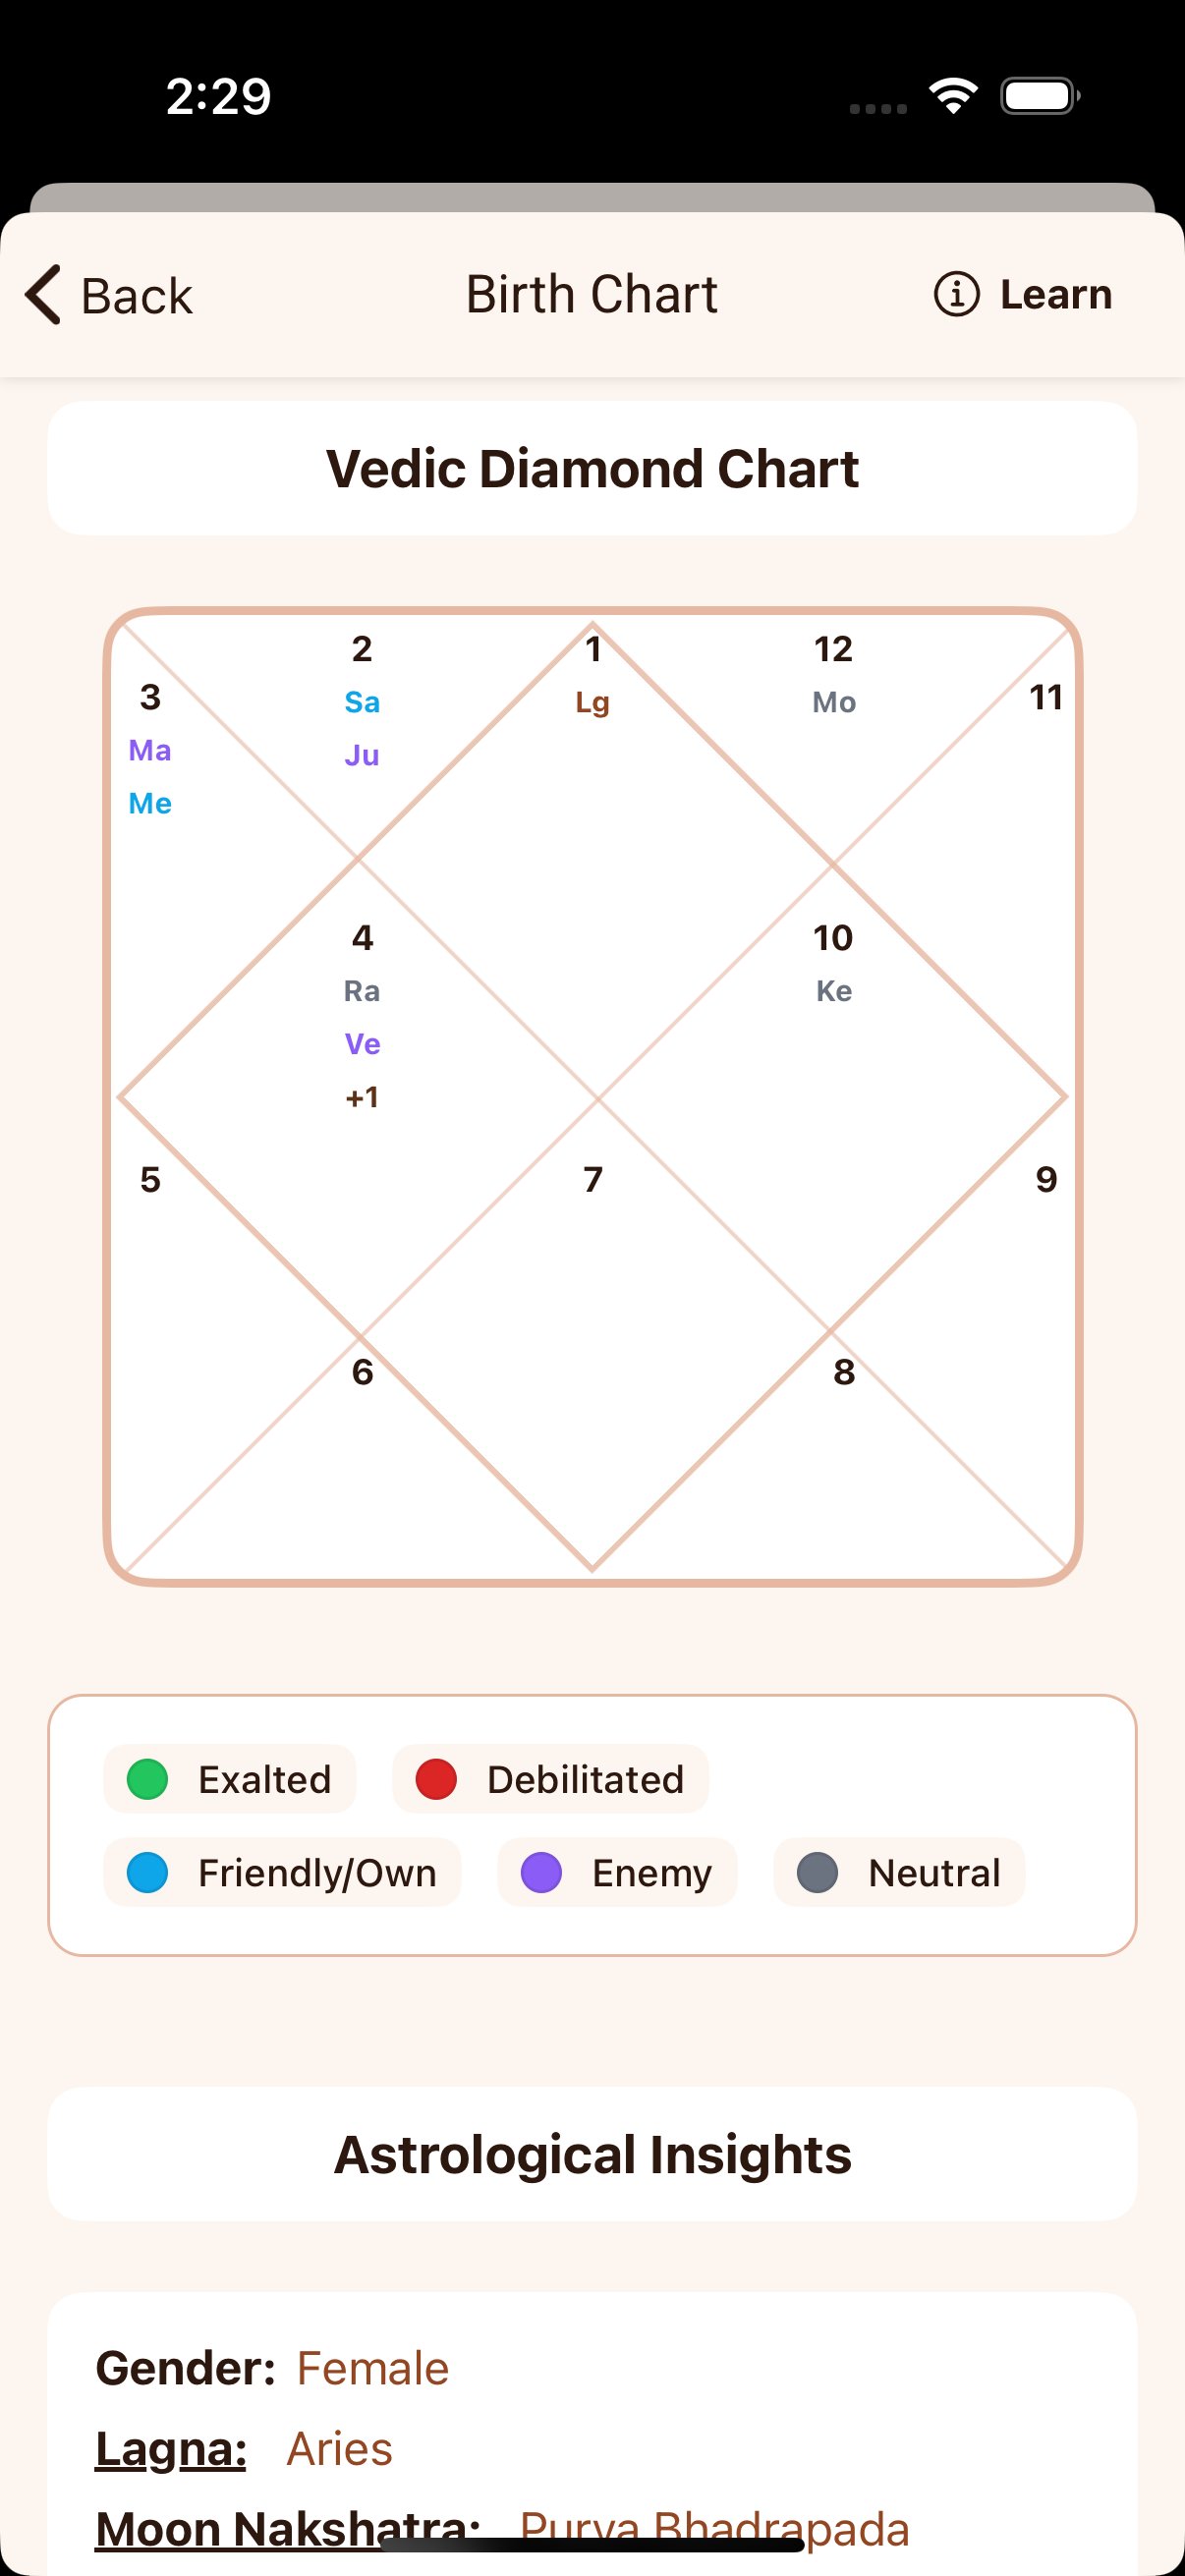 2:29
Back
Birth Chart
Learn
Vedic Diamond Chart
2
1
12
3
11
Sa
Lg
Mo
Ma
Ju
Me
4
10
Ra
Ke
Ve
+1
5
7
9
6
8
Exalted
Debilitated
Friendly/Own
Enemy
Neutral
Astrological Insights
Gender: Female
Lagna: Aries
Moon Nakshatra: Purva Bhadrapada